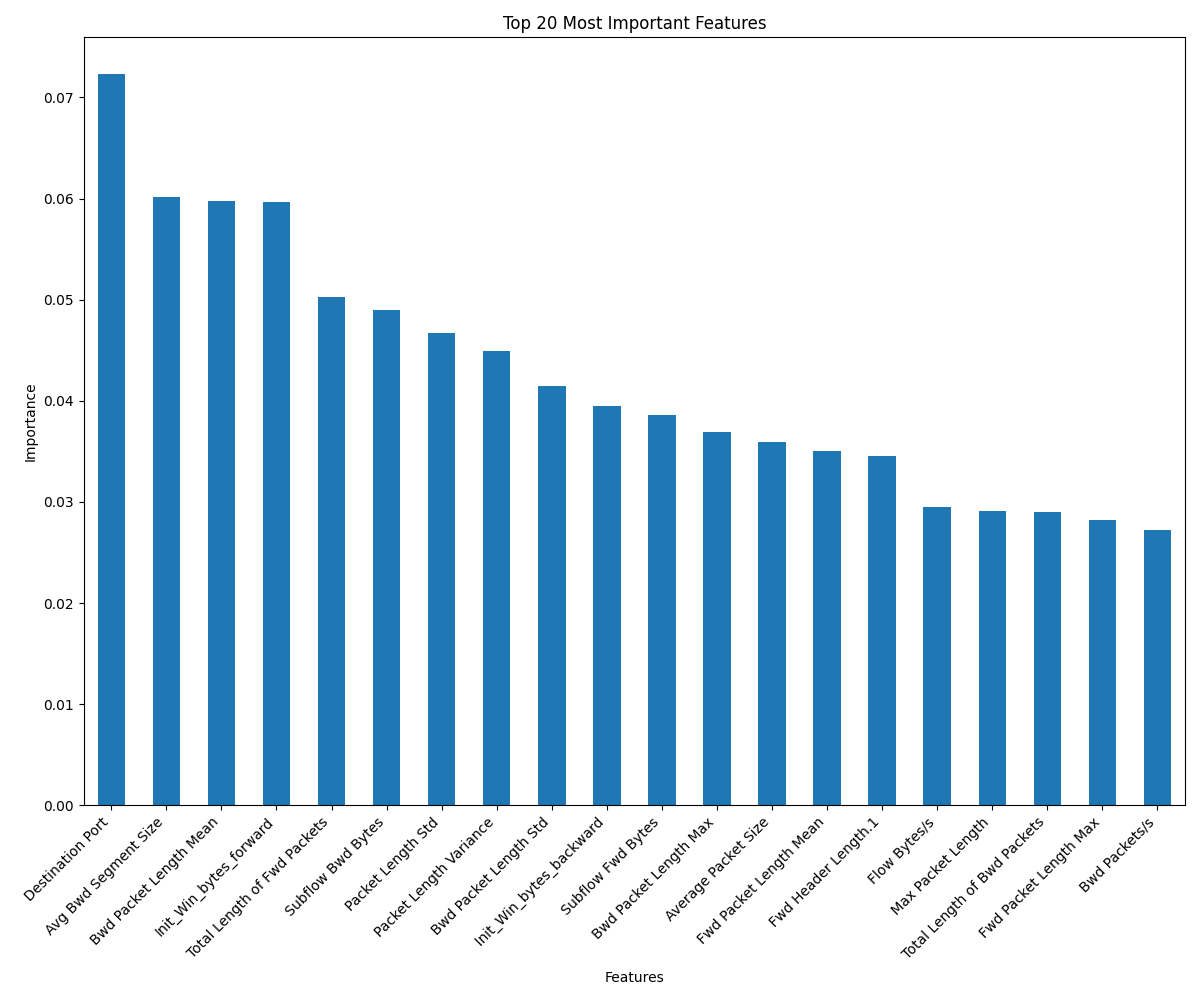 Top 20 Most Important Features
Importance
0.07
0.06
0.05
0.04
0.03
0.02
0.01
0.00
Destination Port
Avg Bwd Segment Size
Bwd Packet Length Mean
Init_Win_bytes_forward
Total Length of Fwd Packets
Subflow Bwd Bytes
Packet Length Std
Packet Length Variance
Bwd Packet Length Std
Init_Win_bytes_backward
Subflow Fwd Bytes
Bwd Packet Length Max
Average Packet Size
Fwd Packet Length Mean
Fwd Header Length.1
Flow Bytes/s
Max Packet Length
Total Length of Bwd Packets
Fwd Packet Length Max
Bwd Packets/s
Features